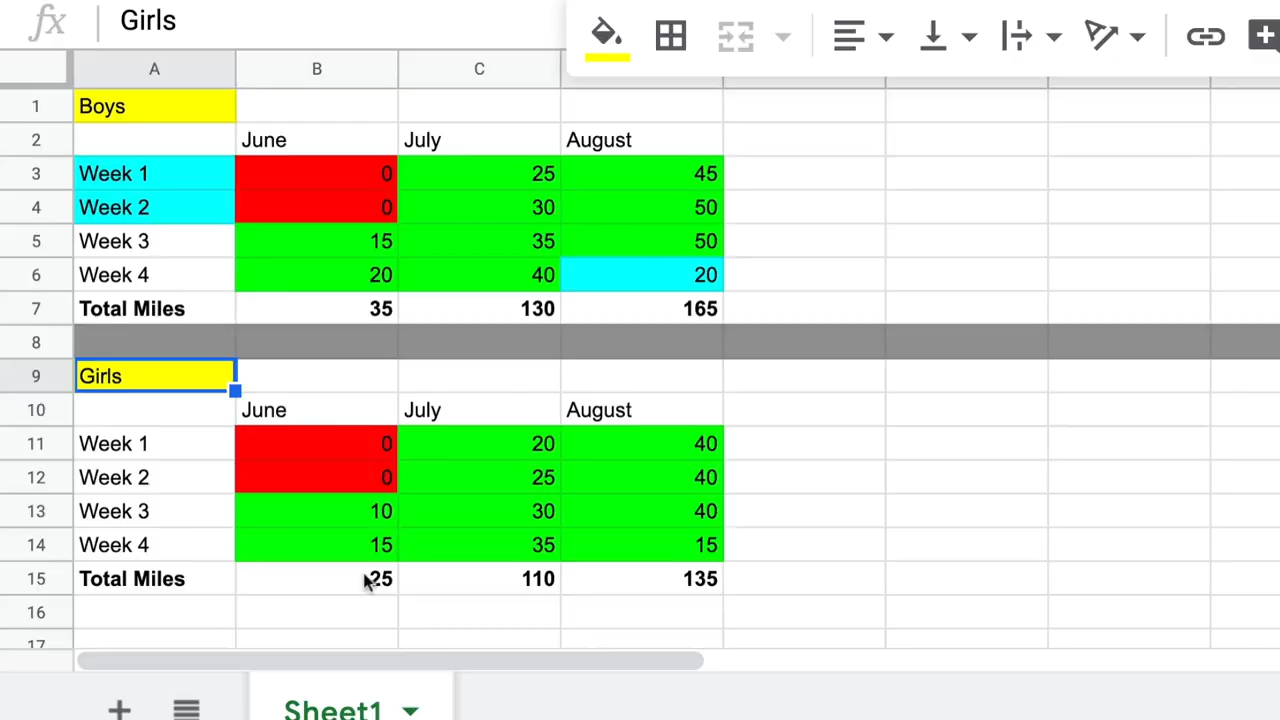 fx Girls
A B C
1 Boys
2 June July August
3 Week 1 0 25 45
4 Week 2 0 30 50
5 Week 3 15 35 50
6 Week 4 20 40 20
7 Total Miles 35 130 165
8
9 Girls
10 June July August
11 Week 1 0 20 40
12 Week 2 0 25 40
13 Week 3 10 30 40
14 Week 4 15 35 15
15 Total Miles 25 110 135
16
17
Sheet1